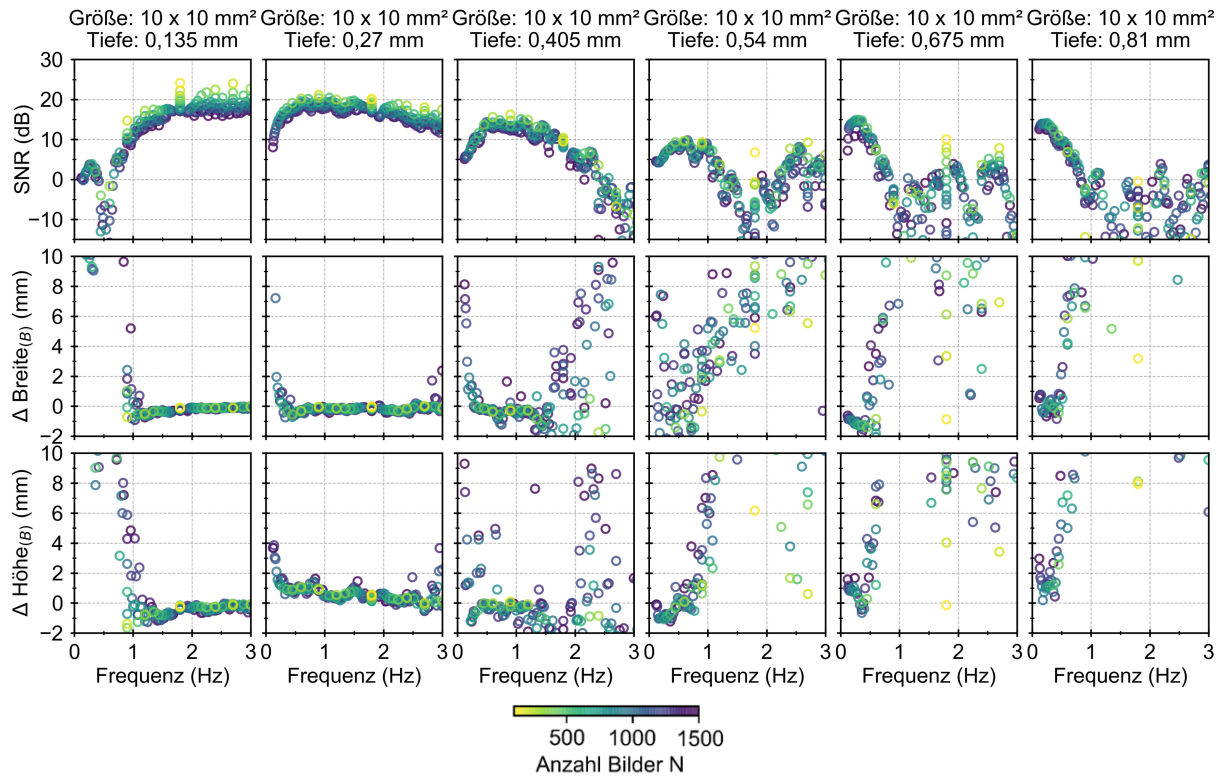 Größe: 10 x 10 mm² Größe: 10 x 10 mm² Größe: 10 x 10 mm² Größe: 10 x 10 mm² Größe: 10 x 10 mm² Größe: 10 x 10 mm²
Tiefe: 0,135 mm Tiefe: 0,27 mm Tiefe: 0,405 mm Tiefe: 0,54 mm Tiefe: 0,675 mm Tiefe: 0,81 mm
30
20
10
0
−10
SNR (dB)
10
8
6
4
2
0
−2
Δ Breite(B) (mm)
10
8
6
4
2
0
−2
Δ Höhe(B) (mm)
0 1 2 3 0 1 2 3 0 1 2 3 0 1 2 3 0 1 2 3 0 1 2 3
Frequenz (Hz) Frequenz (Hz) Frequenz (Hz) Frequenz (Hz) Frequenz (Hz) Frequenz (Hz)
500 1000 1500
Anzahl Bilder N